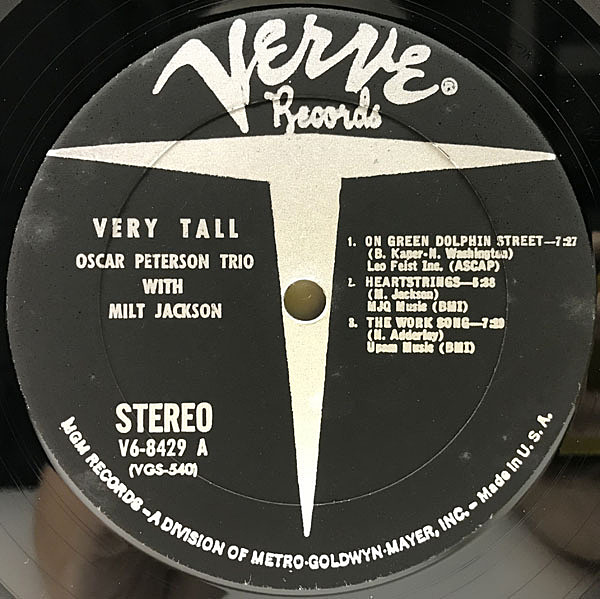 Verve®
Records
VERY TALL
OSCAR PETERSON TRIO
WITH
MILT JACKSON
1. ON GREEN DOLPHIN STREET—7:27
(B. Kaper-N. Washington)
Leo Feist Inc. (ASCAP)
2. HEARTSTRINGS—5:38
(M. Jackson)
MJQ Music (BMI)
3. THE WORK SONG—
(N. Adderley)
Upam Music (BMI)
STEREO
V6-8429 A
(VGS-540)
MGM RECORDS–A DIVISION OF METRO-GOLDWYN-MAYER, INC.–Made in U.S.A.